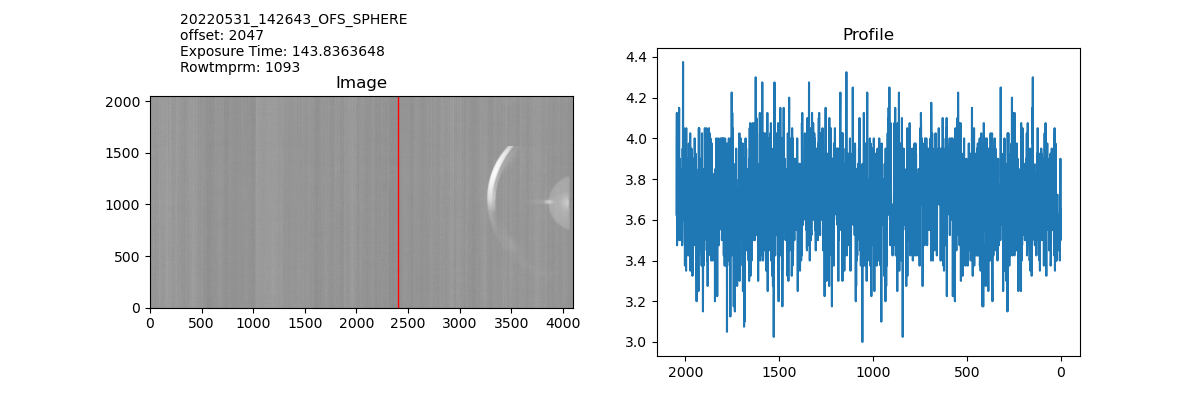 20220531_142643_OFS_SPHERE
offset: 2047
Exposure Time: 143.8363648
Rowtmprm: 1093
Image
2000
1500
1000
500
0
0 500 1000 1500 2000 2500 3000 3500 4000
Profile
4.4
4.2
4.0
3.8
3.6
3.4
3.2
3.0
2000 1500 1000 500 0